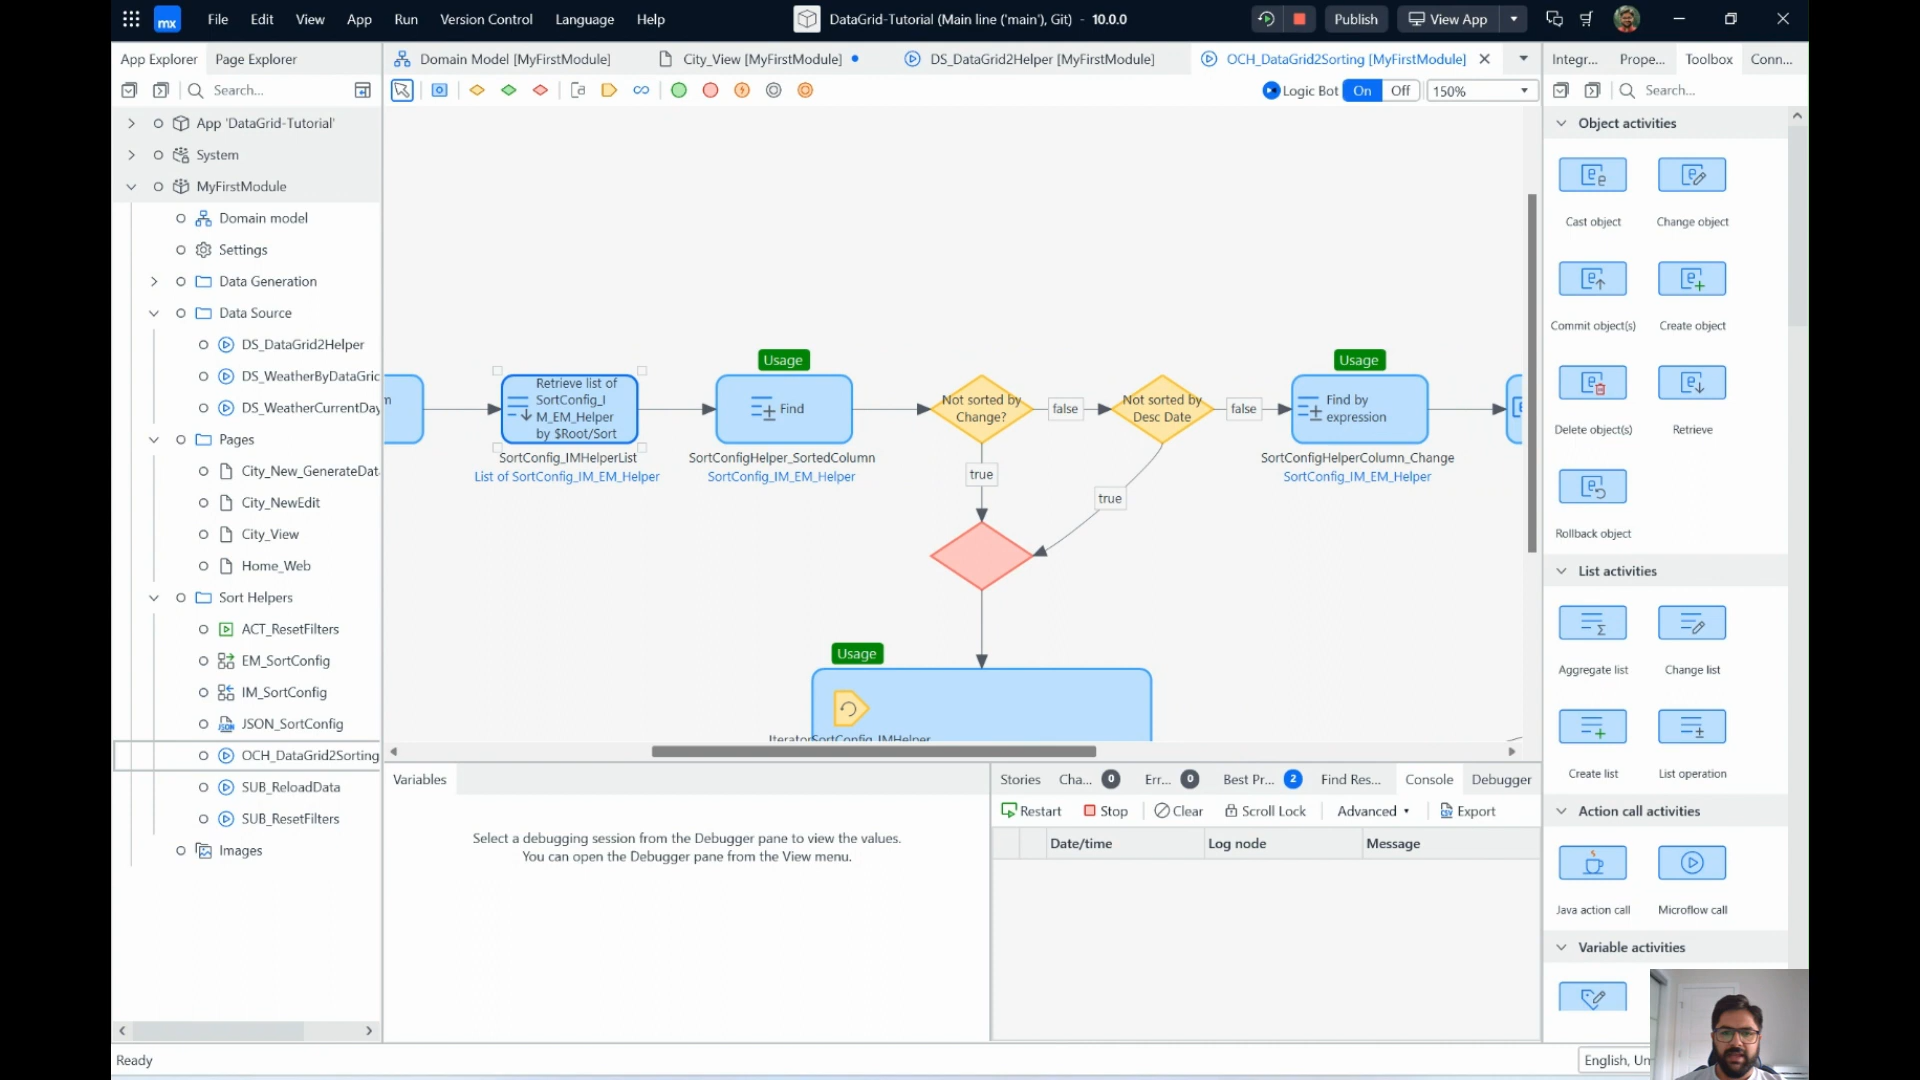 mx
File
Edit
View
App
Run
Version Control
Language
Help
DataGrid-Tutorial (Main line ('main'), Git) - 10.0.0
Publish
View App
App Explorer
Page Explorer
Domain Model [MyFirstModule]
City_View [MyFirstModule]
DS_DataGrid2Helper [MyFirstModule]
OCH_DataGrid2Sorting [MyFirstModule]
Integr...
Prope...
Toolbox
Conn...
Search...
Logic Bot
On
Off
150%
Search...
App 'DataGrid-Tutorial'
System
MyFirstModule
Domain model
Settings
Data Generation
Data Source
DS_DataGrid2Helper
DS_WeatherByDataGric
DS_WeatherCurrentDay
Pages
City_New_GenerateDat
City_NewEdit
City_View
Home_Web
Sort Helpers
ACT_ResetFilters
EM_SortConfig
IM_SortConfig
JSON_SortConfig
OCH_DataGrid2Sorting
SUB_ReloadData
SUB_ResetFilters
Images
Retrieve list of
SortConfig_I
M_EM_Helper
by $Root/Sort
SortConfig_IMHelperList
List of SortConfig_IM_EM_Helper
Usage
Find
SortConfigHelper_SortedColumn
SortConfig_IM_EM_Helper
Not sorted by
Change?
false
true
Not sorted by
Desc Date
false
true
Usage
Find by
expression
SortConfigHelperColumn_Change
SortConfig_IM_EM_Helper
Usage
IteratorSortConfig_IMHelper
Object activities
Cast object
Change object
Commit object(s)
Create object
Delete object(s)
Retrieve
Rollback object
List activities
Aggregate list
Change list
Create list
List operation
Action call activities
Java action call
Microflow call
Variable activities
Variables
Select a debugging session from the Debugger pane to view the values.
You can open the Debugger pane from the View menu.
Stories
Cha... 0
Err... 0
Best Pr... 2
Find Res...
Console
Debugger
Restart
Stop
Clear
Scroll Lock
Advanced
Export
Date/time
Log node
Message
Ready
English, Un